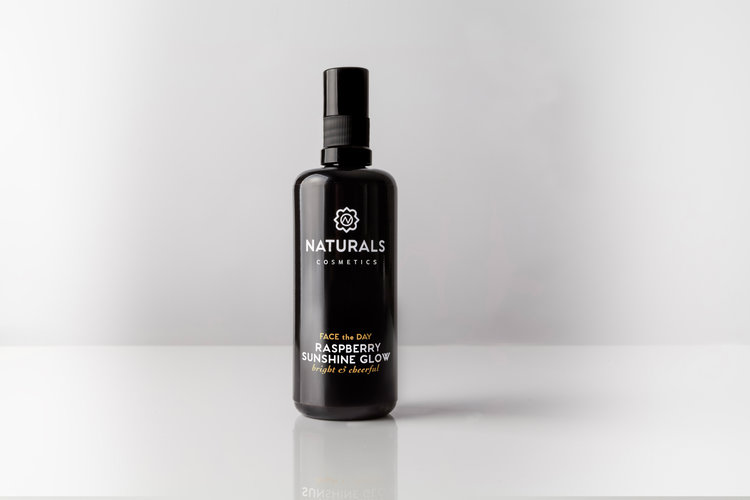 NATURALS
COSMETICS
FACE the DAY
RASPBERRY
SUNSHINE GLOW
bright & cheerful